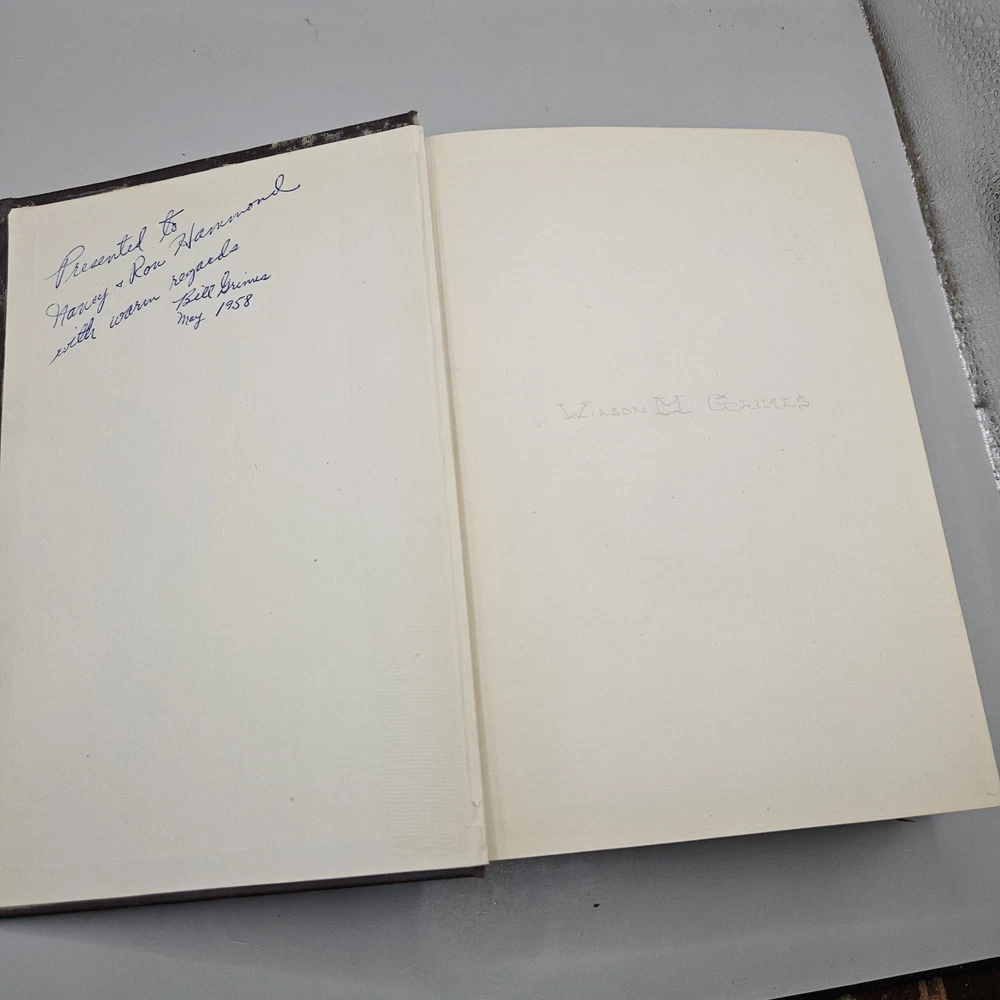 Presented to
Nancy & Ron Hammond
with warm regards
Bill Grimes
May 1958
Wilson M Grimes